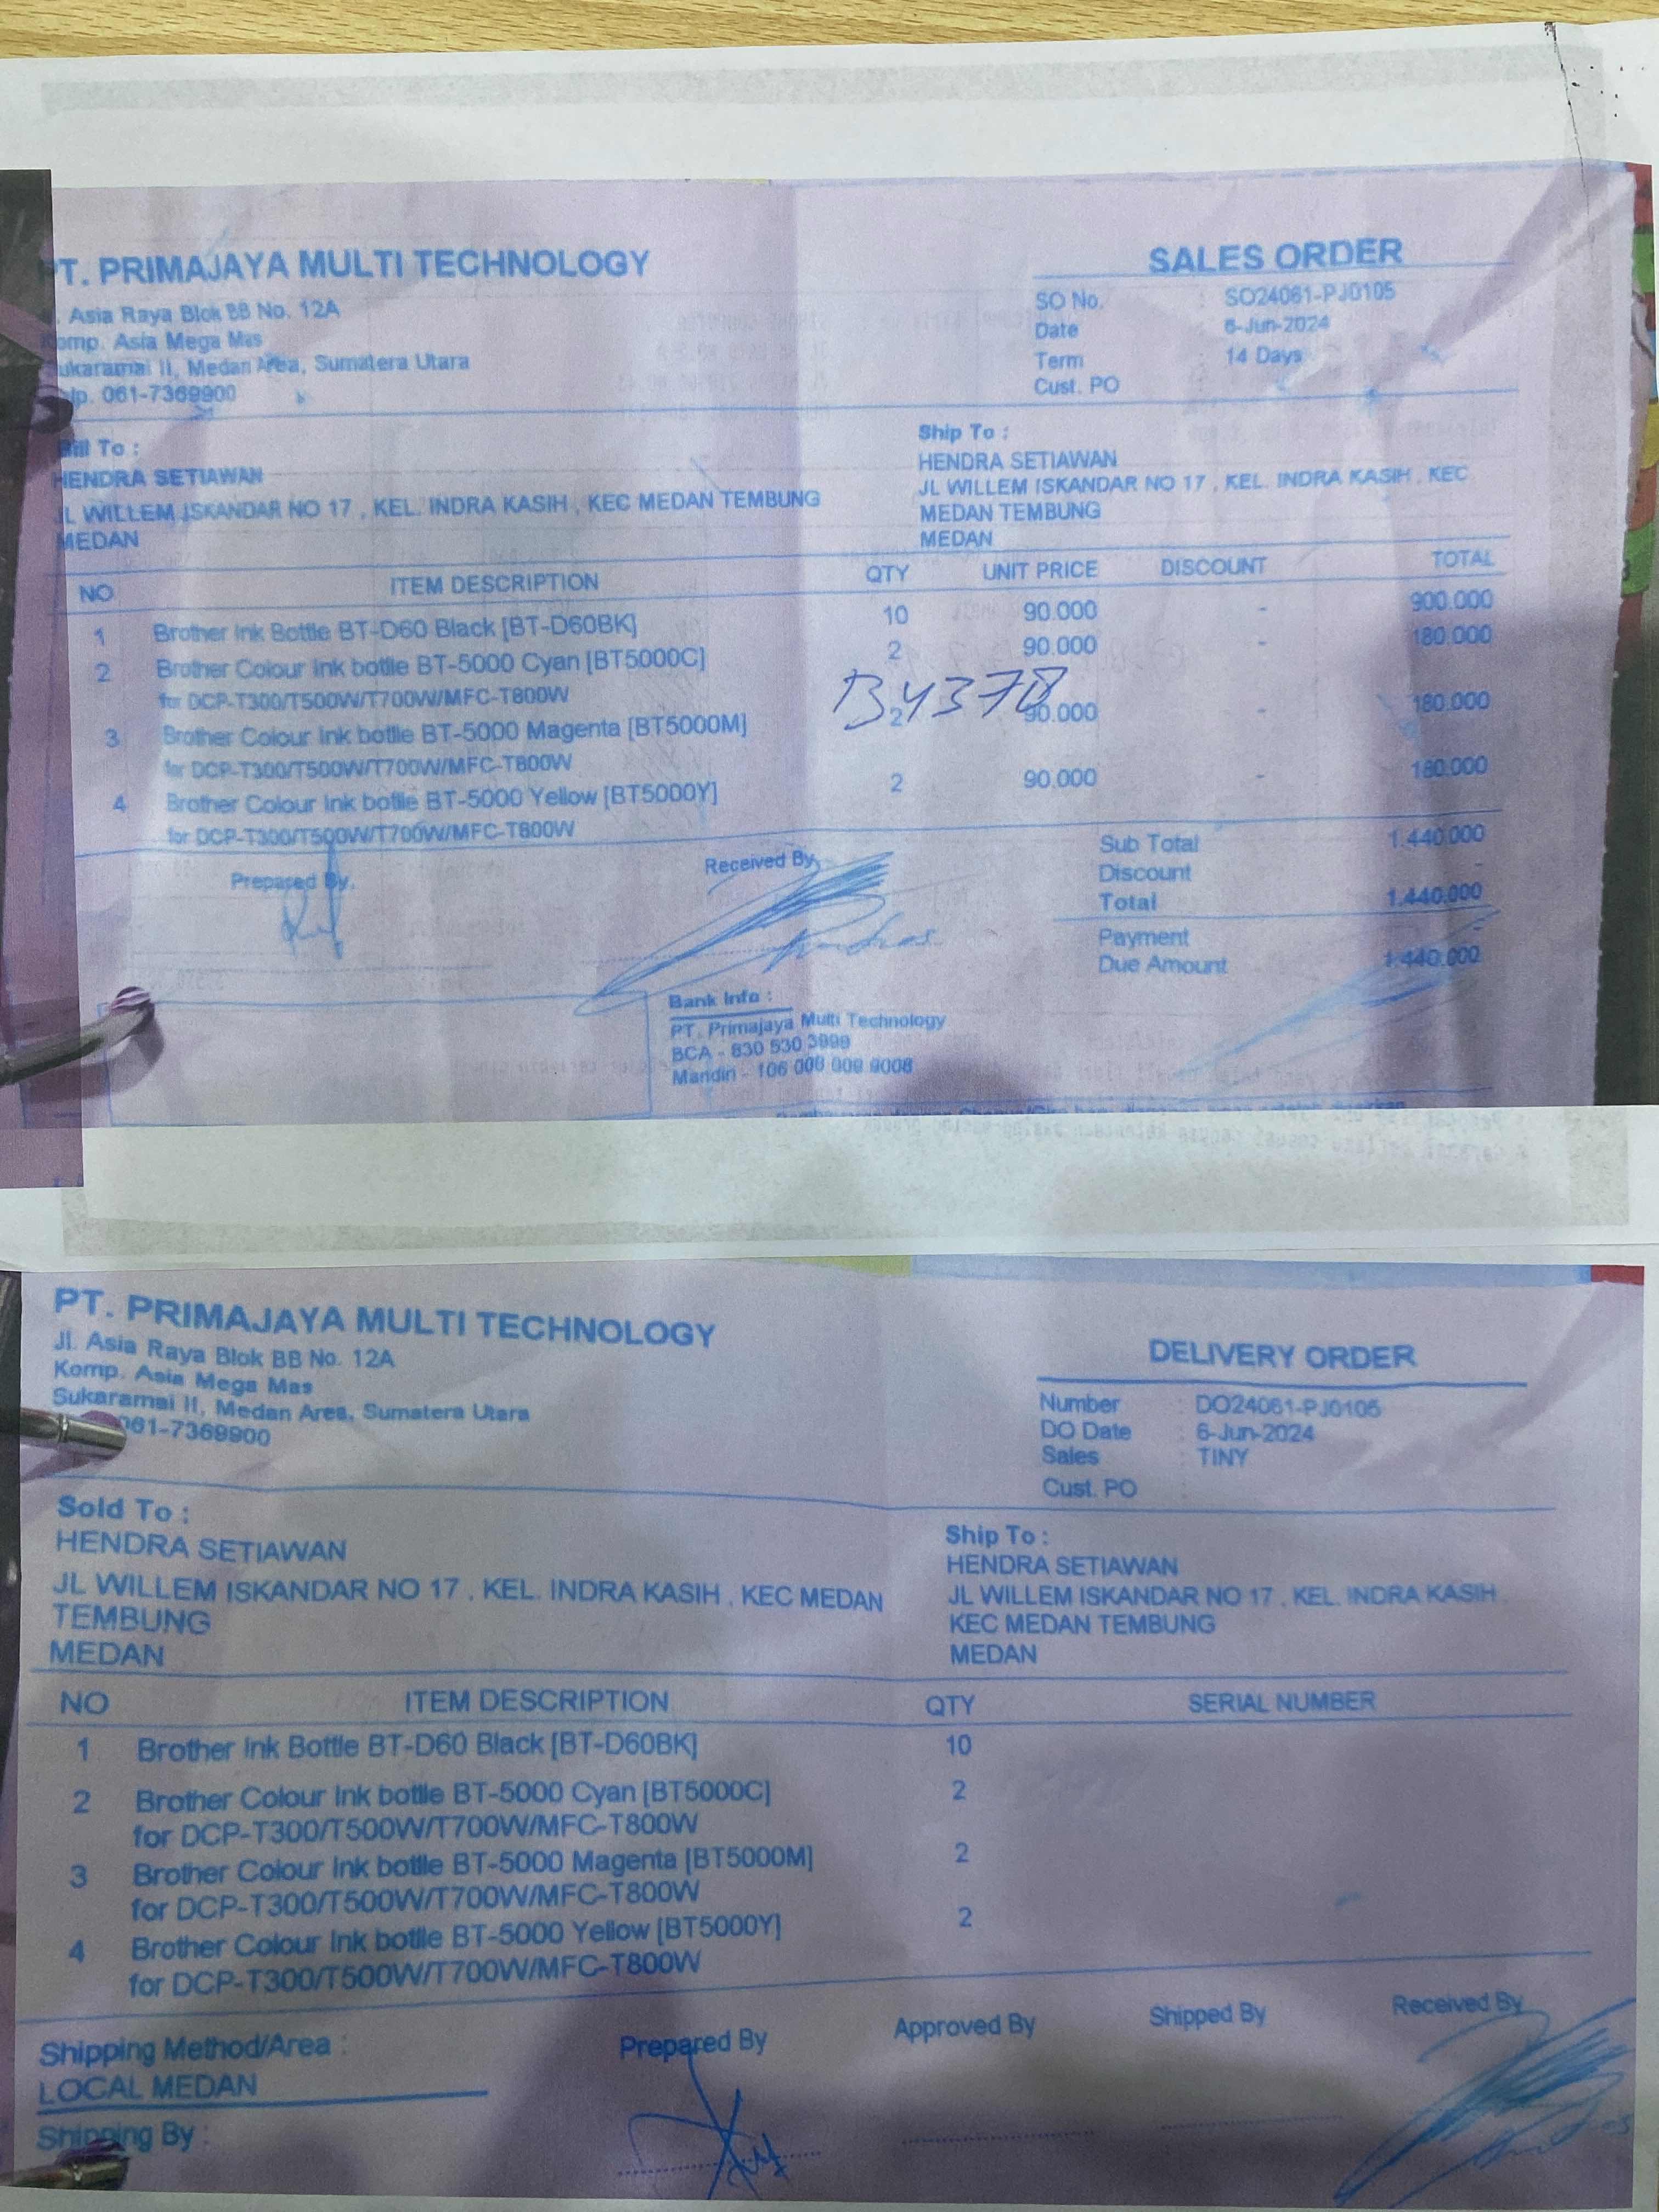 PT. PRIMAJAYA MULTI TECHNOLOGY
Asia Raya Blok BB No. 12A
omp. Asia Mega Mas
ukaramai II, Medan Area, Sumatera Utara
lp. 061-7369900
SALES ORDER
SO No. : SO24061-PJ0105
Date 6-Jun-2024
Term 14 Days
Cust. PO
Bill To :
HENDRA SETIAWAN
JL WILLEM ISKANDAR NO 17 , KEL. INDRA KASIH , KEC MEDAN TEMBUNG
MEDAN
Ship To :
HENDRA SETIAWAN
JL WILLEM ISKANDAR NO 17 , KEL. INDRA KASIH , KEC
MEDAN TEMBUNG
MEDAN
NO ITEM DESCRIPTION QTY UNIT PRICE DISCOUNT TOTAL
1 Brother Ink Bottle BT-D60 Black [BT-D60BK] 10 90.000 - 900.000
2 Brother Colour Ink bottle BT-5000 Cyan [BT5000C] 2 90.000 - 180.000
for DCP-T300/T500W/T700W/MFC-T800W
3 Brother Colour Ink bottle BT-5000 Magenta [BT5000M] 2 90.000 - 180.000
for DCP-T300/T500W/T700W/MFC-T800W
4 Brother Colour Ink bottle BT-5000 Yellow [BT5000Y] 2 90.000 - 180.000
for DCP-T300/T500W/T700W/MFC-T800W
Prepared By,
Received By
Sub Total 1.440.000
Discount -
Total 1.440.000
Payment
Due Amount 1.440.000
Bank Info :
PT. Primajaya Multi Technology
BCA - 830 530 3999
Mandiri - 106 000 009 9008
PT. PRIMAJAYA MULTI TECHNOLOGY
Jl. Asia Raya Blok BB No. 12A
Komp. Asia Mega Mas
Sukaramai II, Medan Area, Sumatera Utara
061-7369900
DELIVERY ORDER
Number : DO24061-PJ0105
DO Date : 6-Jun-2024
Sales : TINY
Cust. PO :
Sold To :
HENDRA SETIAWAN
JL WILLEM ISKANDAR NO 17 , KEL. INDRA KASIH , KEC MEDAN
TEMBUNG
MEDAN
Ship To :
HENDRA SETIAWAN
JL WILLEM ISKANDAR NO 17 , KEL. INDRA KASIH ,
KEC MEDAN TEMBUNG
MEDAN
NO ITEM DESCRIPTION QTY SERIAL NUMBER
1 Brother Ink Bottle BT-D60 Black [BT-D60BK] 10
2 Brother Colour Ink bottle BT-5000 Cyan [BT5000C] 2
for DCP-T300/T500W/T700W/MFC-T800W
3 Brother Colour Ink bottle BT-5000 Magenta [BT5000M] 2
for DCP-T300/T500W/T700W/MFC-T800W
4 Brother Colour Ink bottle BT-5000 Yellow [BT5000Y] 2
for DCP-T300/T500W/T700W/MFC-T800W
Shipping Method/Area :
LOCAL MEDAN
Shipping By :
Prepared By
Approved By
Shipped By
Received By